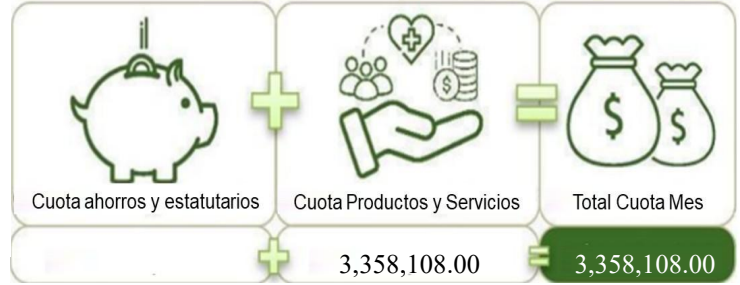 Cuota ahorros y estatutarios
Cuota Productos y Servicios
Total Cuota Mes
3,358,108.00
3,358,108.00